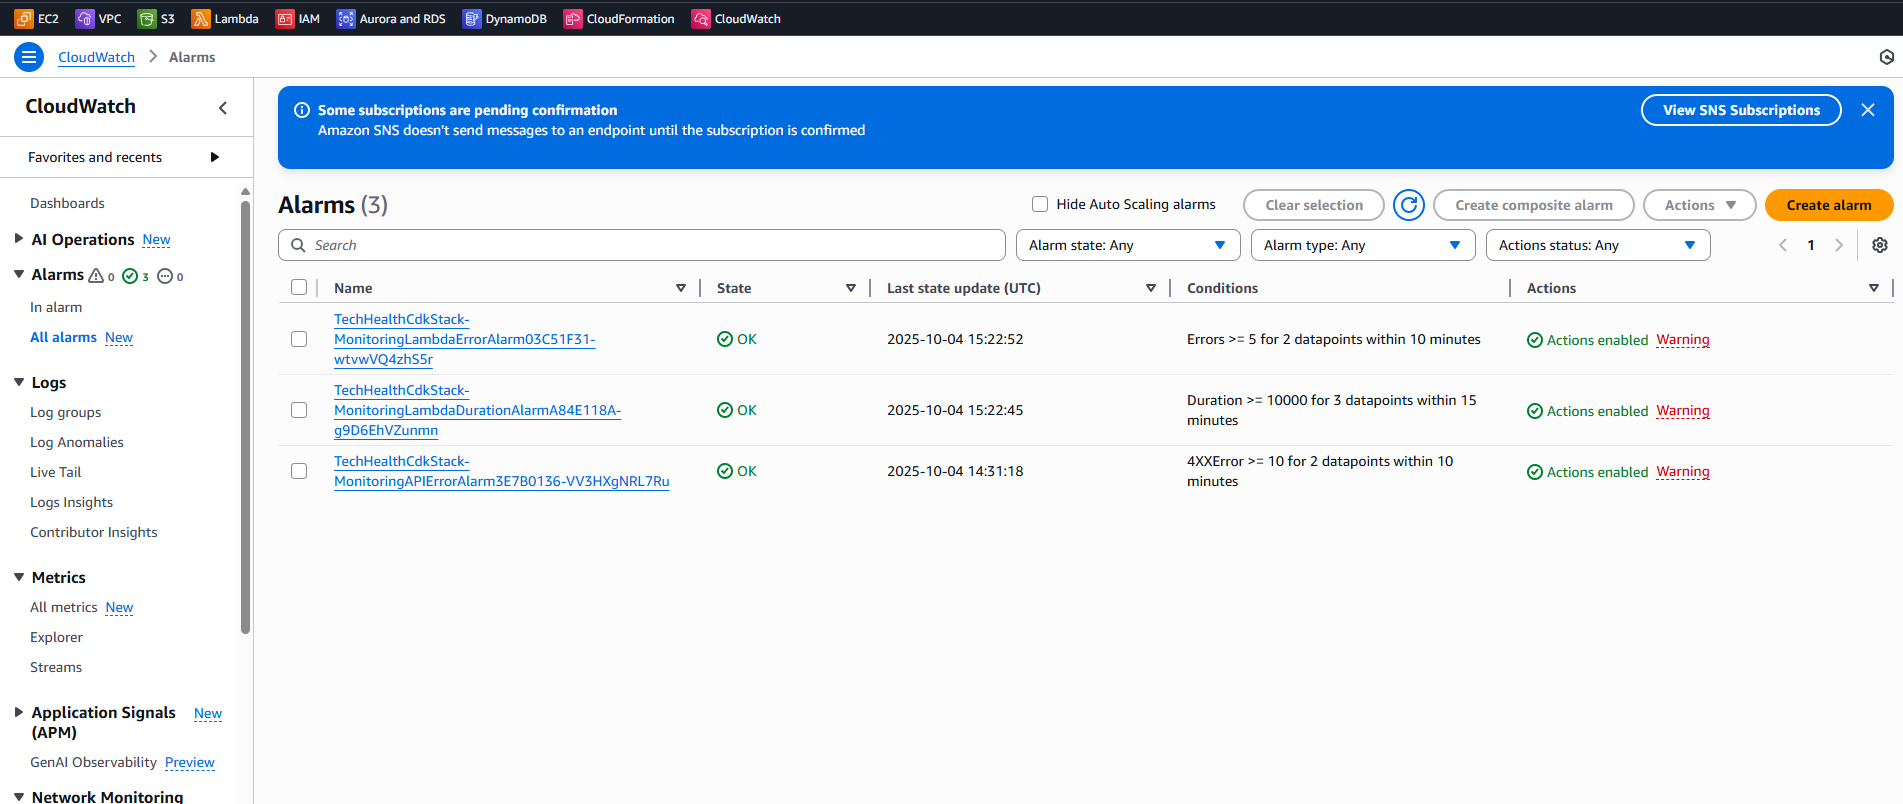 EC2 VPC S3 Lambda IAM Aurora and RDS DynamoDB CloudFormation CloudWatch
CloudWatch > Alarms
CloudWatch
Favorites and recents
Dashboards
AI Operations New
Alarms 0 3 0
In alarm
All alarms New
Logs
Log groups
Log Anomalies
Live Tail
Logs Insights
Contributor Insights
Metrics
All metrics New
Explorer
Streams
Application Signals New
(APM)
GenAI Observability Preview
Network Monitoring
Some subscriptions are pending confirmation
Amazon SNS doesn't send messages to an endpoint until the subscription is confirmed
View SNS Subscriptions
Alarms (3)
Hide Auto Scaling alarms
Clear selection
Create composite alarm
Actions
Create alarm
Search
Alarm state: Any
Alarm type: Any
Actions status: Any
1
Name State Last state update (UTC) Conditions Actions
TechHealthCdkStack-
MonitoringLambdaErrorAlarm03C51F31-
wtvwVQ4zhS5r
OK
2025-10-04 15:22:52
Errors >= 5 for 2 datapoints within 10 minutes
Actions enabled Warning
TechHealthCdkStack-
MonitoringLambdaDurationAlarmA84E118A-
g9D6EhVZunmn
OK
2025-10-04 15:22:45
Duration >= 10000 for 3 datapoints within 15
minutes
Actions enabled Warning
TechHealthCdkStack-
MonitoringAPIErrorAlarm3E7B0136-VV3HXgNRL7Ru
OK
2025-10-04 14:31:18
4XXError >= 10 for 2 datapoints within 10
minutes
Actions enabled Warning